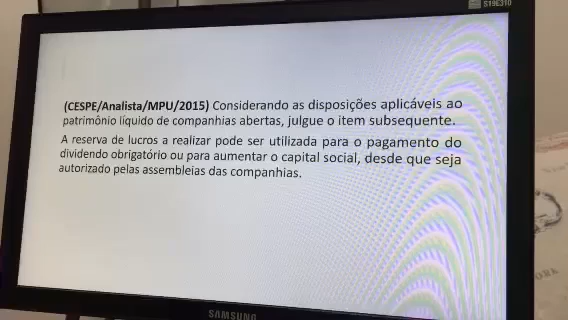 S19E310
(CESPE/Analista/MPU/2015) Considerando as disposições aplicáveis ao
patrimônio líquido de companhias abertas, julgue o item subsequente.
A reserva de lucros a realizar pode ser utilizada para o pagamento do
dividendo obrigatório ou para aumentar o capital social, desde que seja
autorizado pelas assembleias das companhias.
SAMSUNG